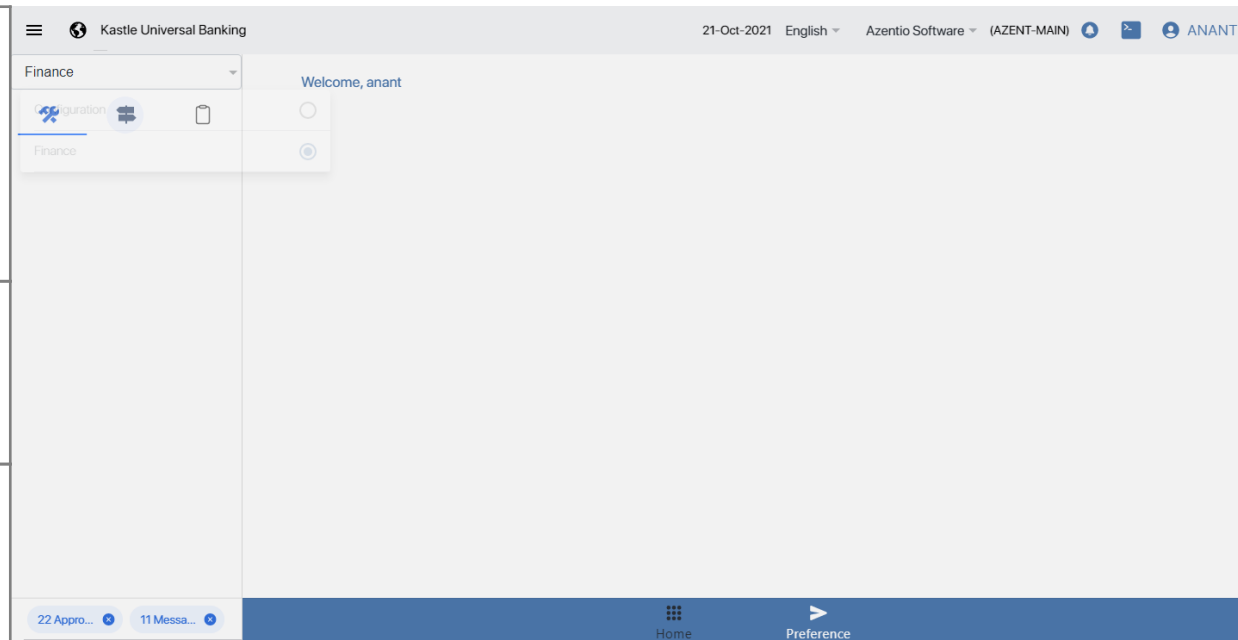 Kastle Universal Banking 21-Oct-2021 English Azentio Software (AZENT-MAIN) ANANT
Finance
Welcome, anant
Configuration
Finance
22 Appro... 11 Messa...
Home Preference